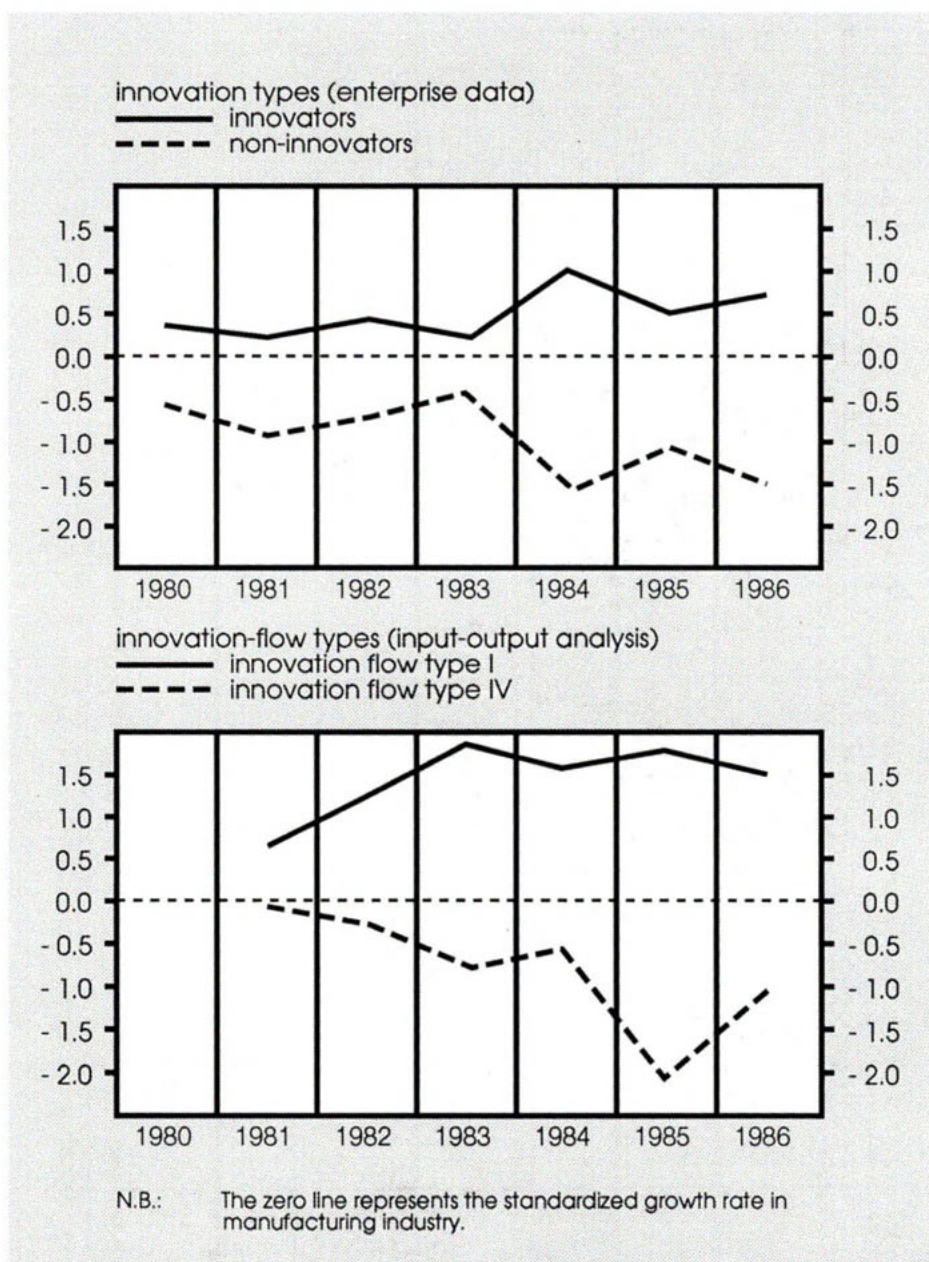 innovation types (enterprise data)
innovators
non-innovators
1.5 1.5
1.0 1.0
0.5 0.5
0.0 0.0
- 0.5 - 0.5
- 1.0 - 1.0
- 1.5 - 1.5
- 2.0 - 2.0
1980 1981 1982 1983 1984 1985 1986
innovation-flow types (input-output analysis)
innovation flow type I
innovation flow type IV
1.5 1.5
1.0 1.0
0.5 0.5
0.0 0.0
- 0.5 - 0.5
- 1.0 - 1.0
- 1.5 - 1.5
- 2.0 - 2.0
1980 1981 1982 1983 1984 1985 1986
N.B.: The zero line represents the standardized growth rate in
manufacturing industry.